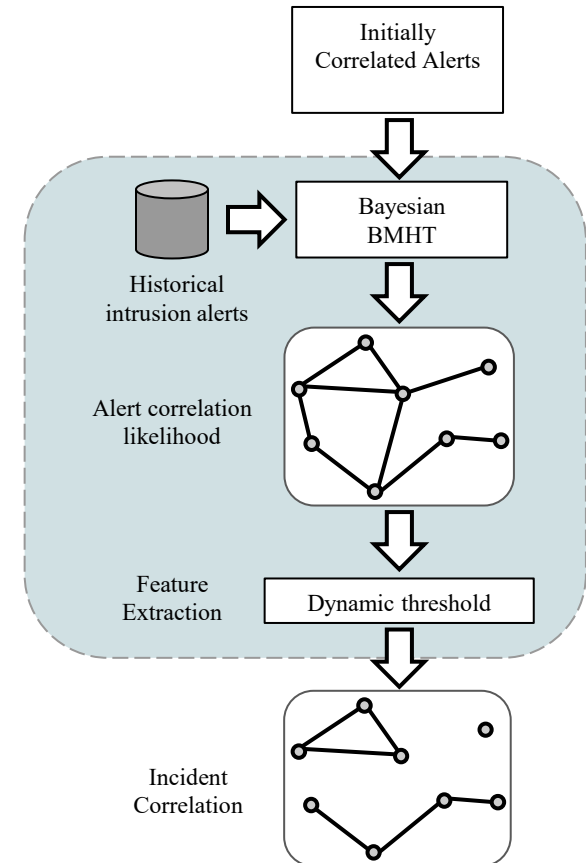 Initially
Correlated Alerts
Bayesian
BMHT
Historical
intrusion alerts
Alert correlation
likelihood
Feature
Extraction
Dynamic threshold
Incident
Correlation